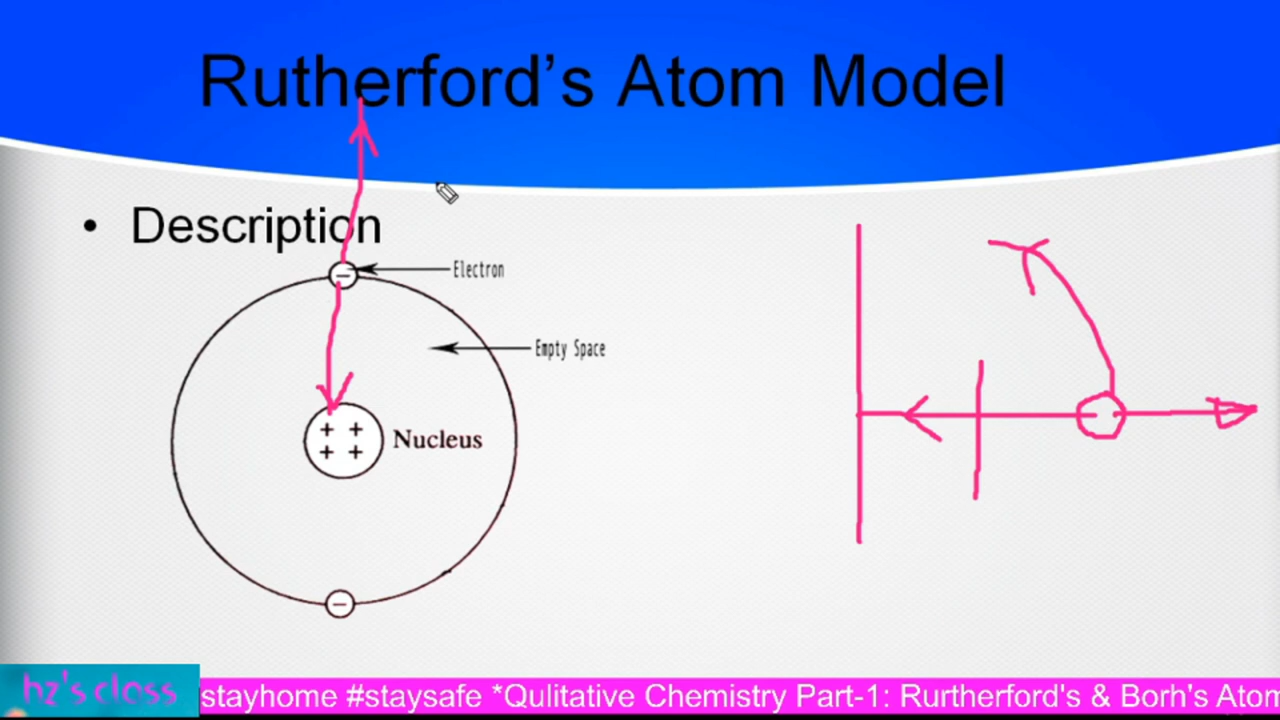 Rutherford's Atom Model
• Description
Electron
Empty Space
Nucleus
hz's class
stayhome #staysafe *Qulitative Chemistry Part-1: Rurtherford's & Borh's Atom